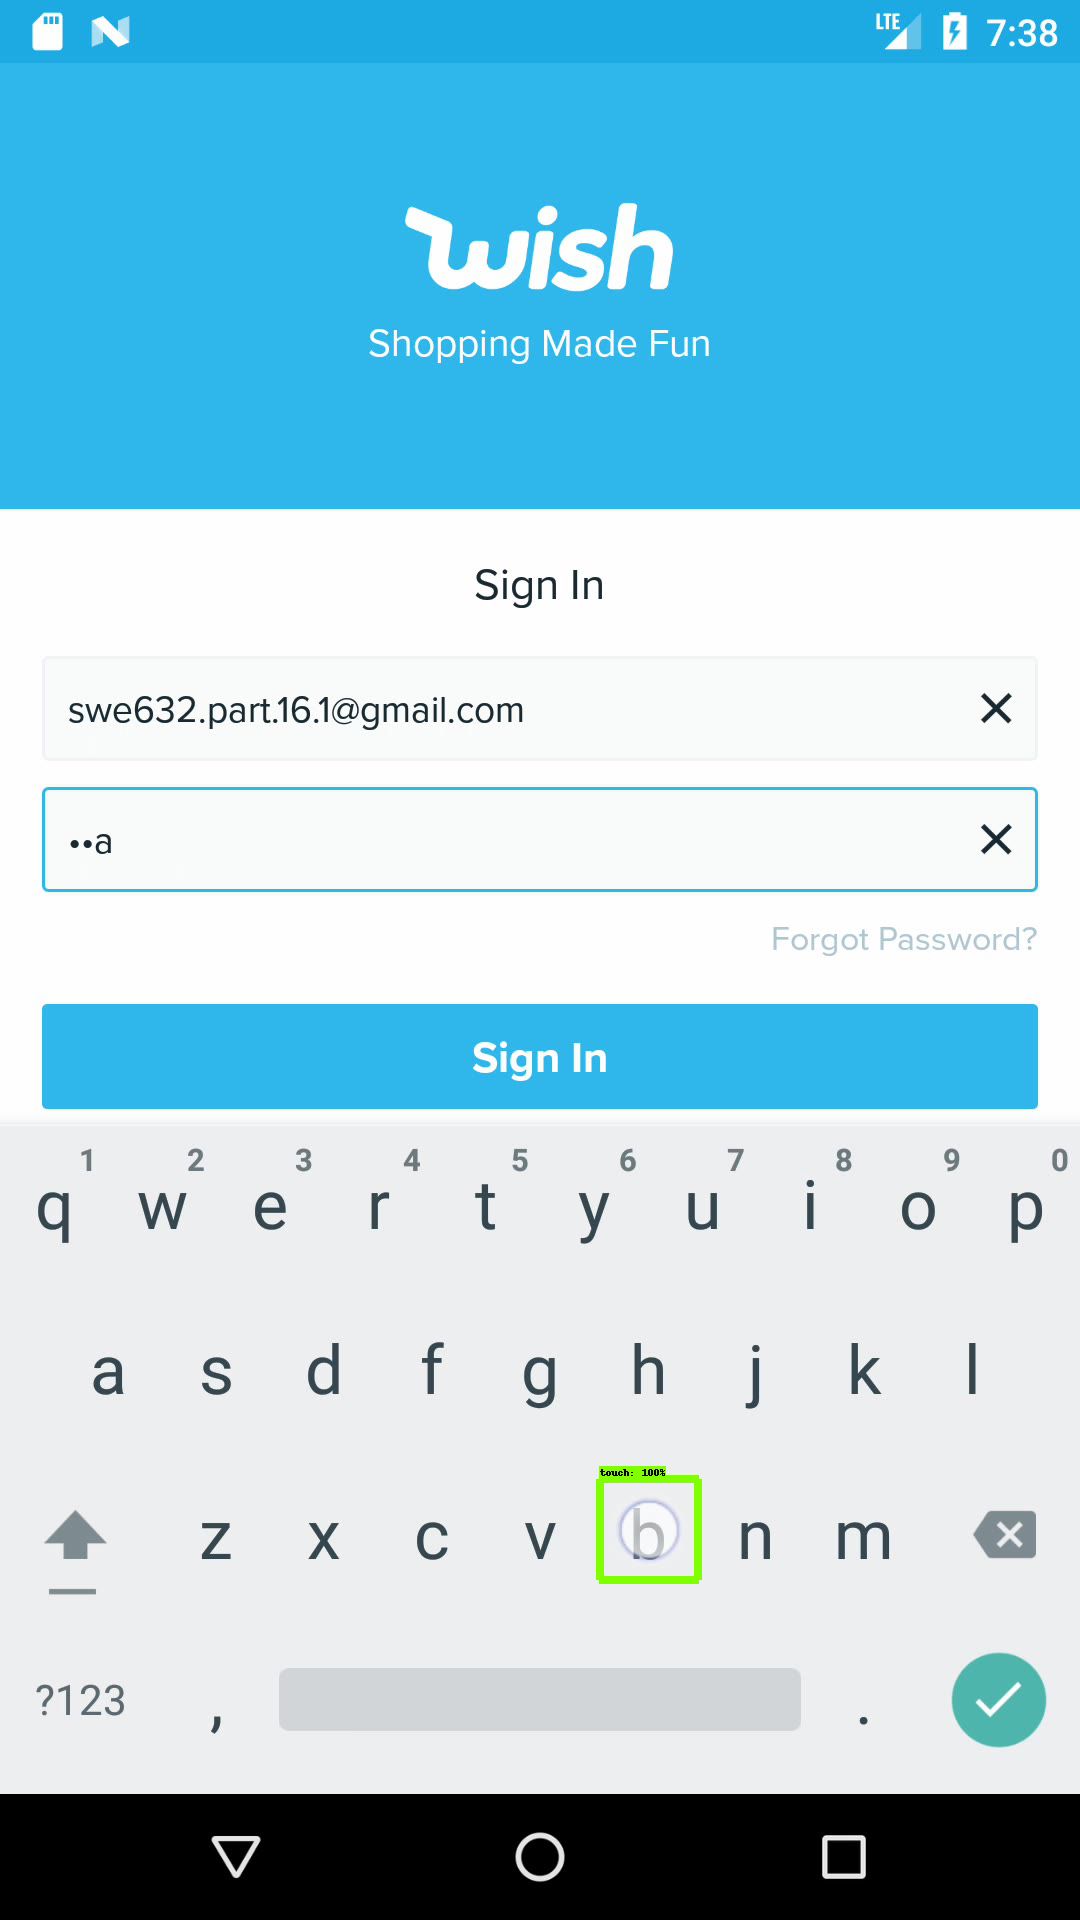 LTE 7:38
wish
Shopping Made Fun
Sign In
swe632.part.16.1@gmail.com
••a
Forgot Password?
Sign In
1 2 3 4 5 6 7 8 9 0
q w e r t y u i o p
a s d f g h j k l
touch: 100%
z x c v b n m
?123 , .